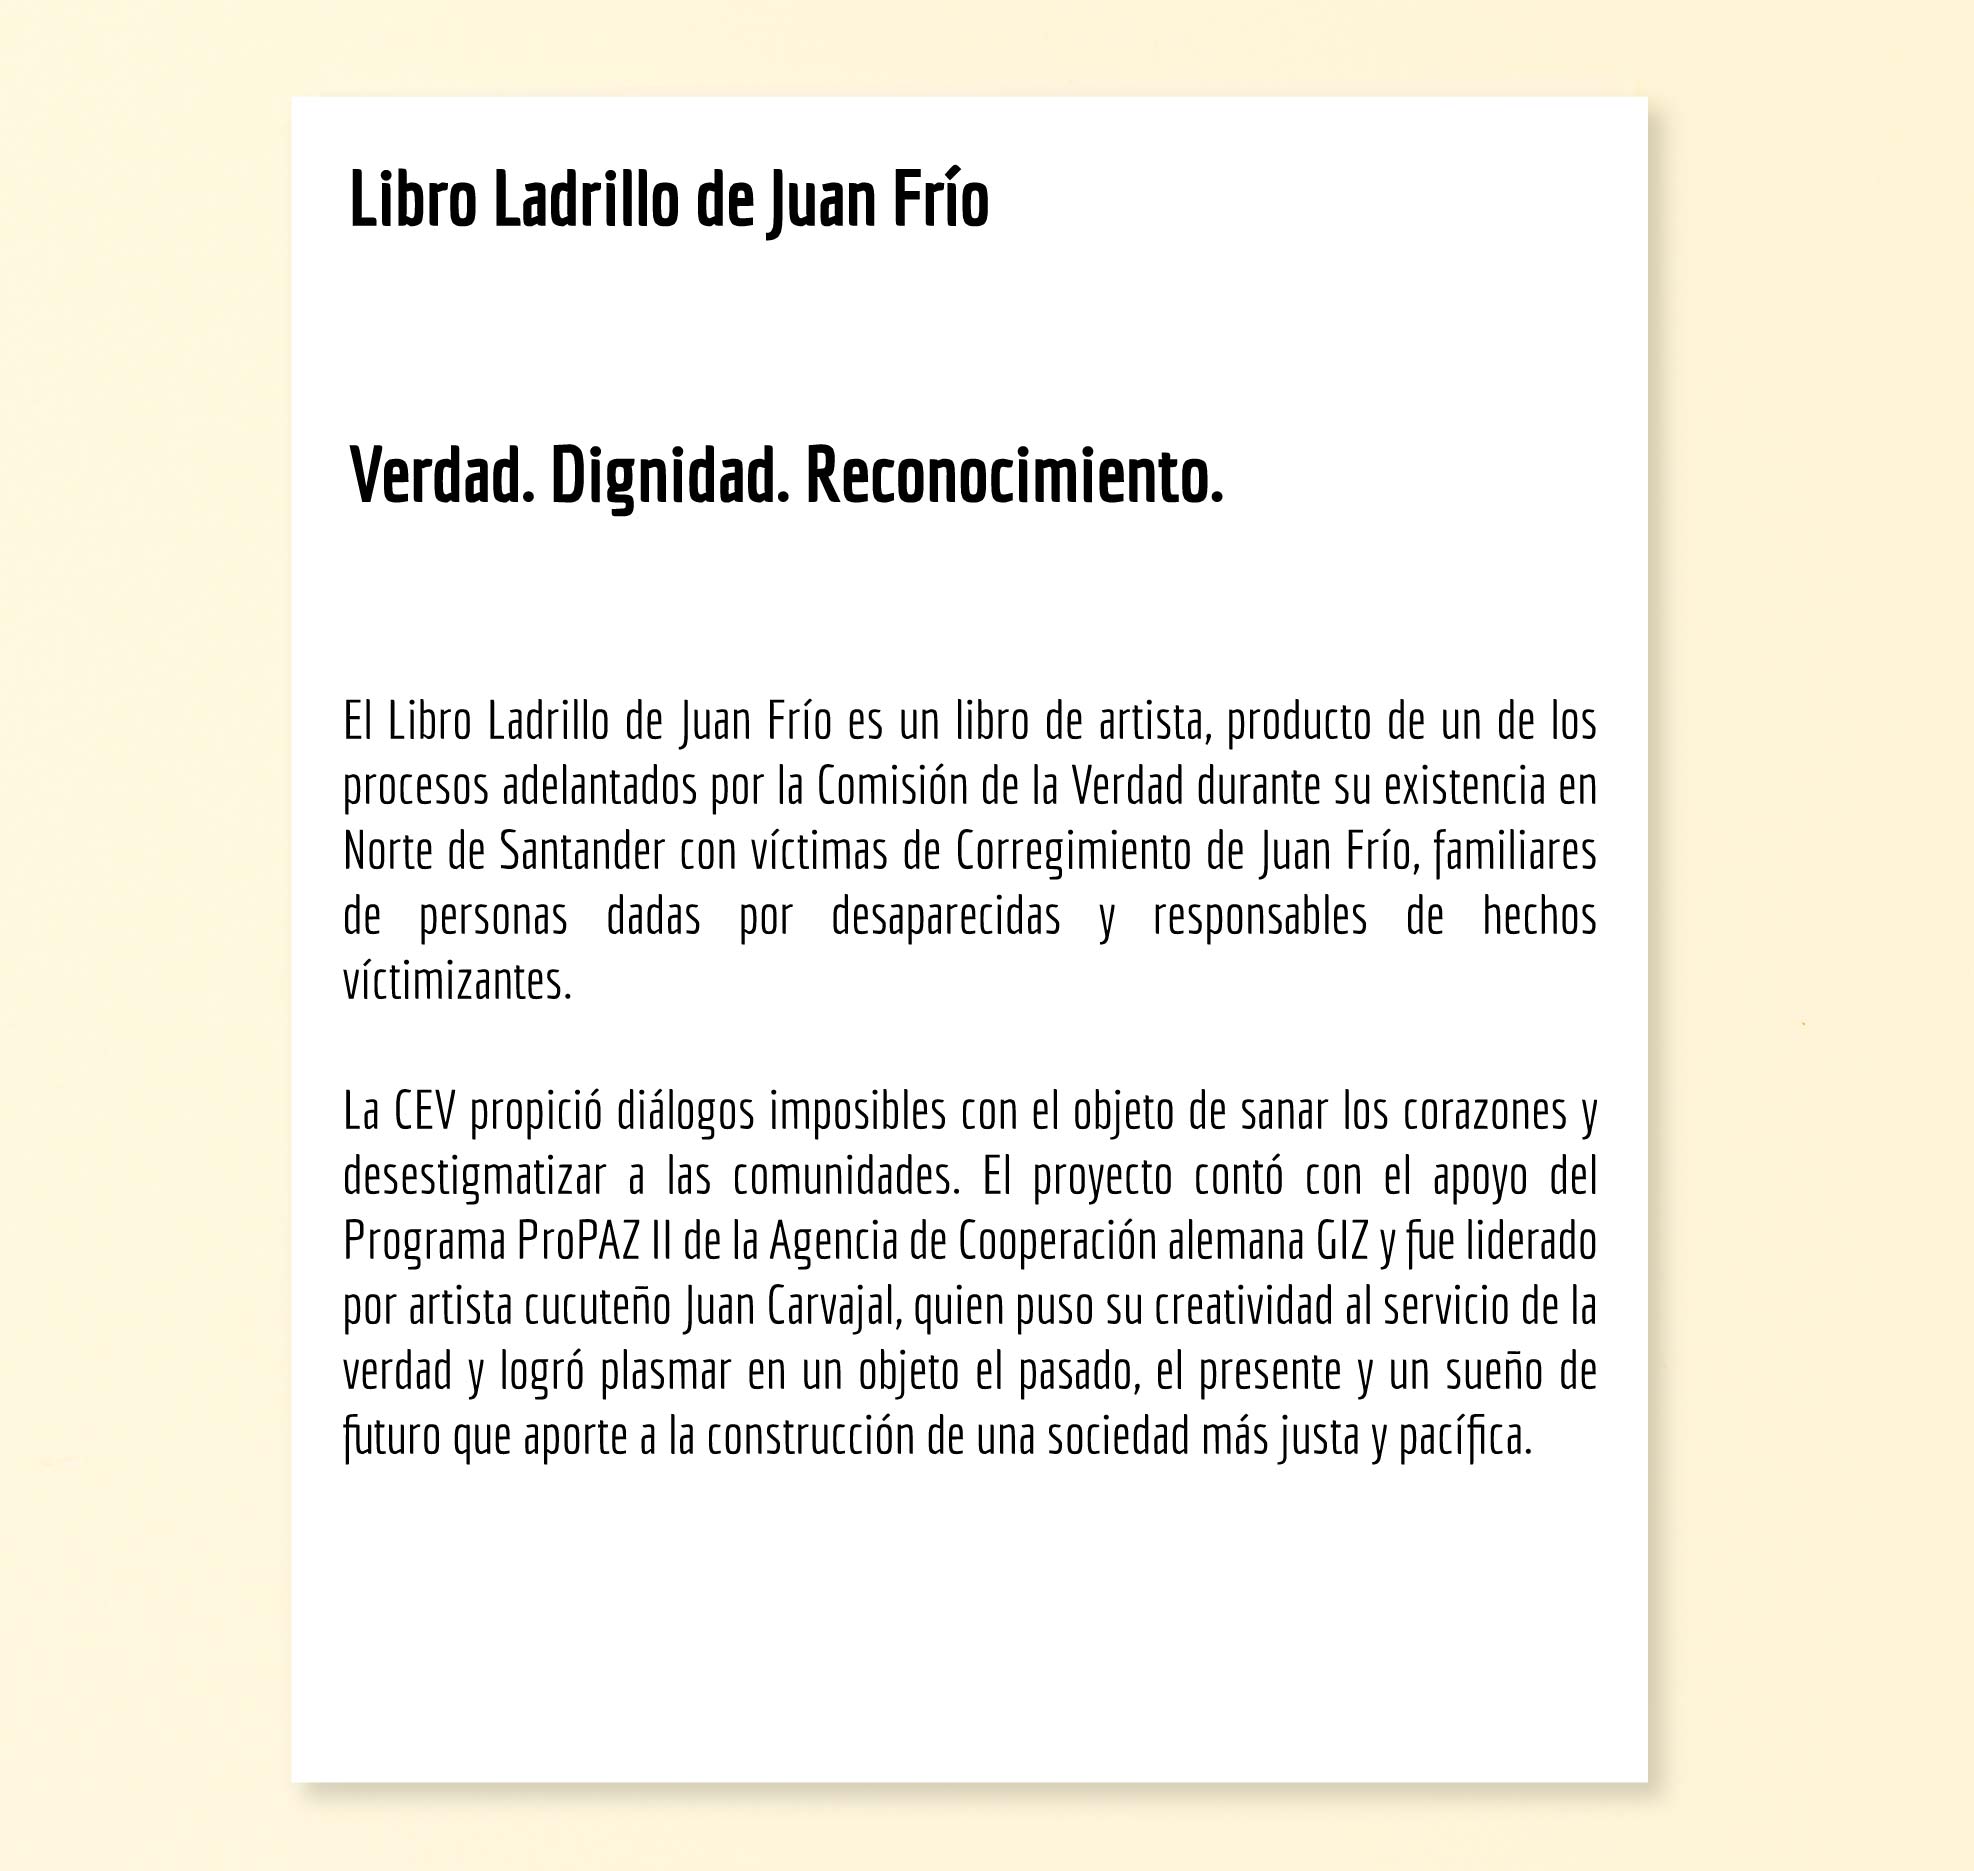 Libro Ladrillo de Juan Frío
Verdad. Dignidad. Reconocimiento.
El Libro Ladrillo de Juan Frío es un libro de artista, producto de un de los
procesos adelantados por la Comisión de la Verdad durante su existencia en
Norte de Santander con víctimas de Corregimiento de Juan Frío, familiares
de personas dadas por desaparecidas y responsables de hechos
víctimizantes.
La CEV propició diálogos imposibles con el objeto de sanar los corazones y
desestigmatizar a las comunidades. El proyecto contó con el apoyo del
Programa ProPAZ II de la Agencia de Cooperación alemana GIZ y fue liderado
por artista cucuteño Juan Carvajal, quien puso su creatividad al servicio de la
verdad y logró plasmar en un objeto el pasado, el presente y un sueño de
futuro que aporte a la construcción de una sociedad más justa y pacífica.